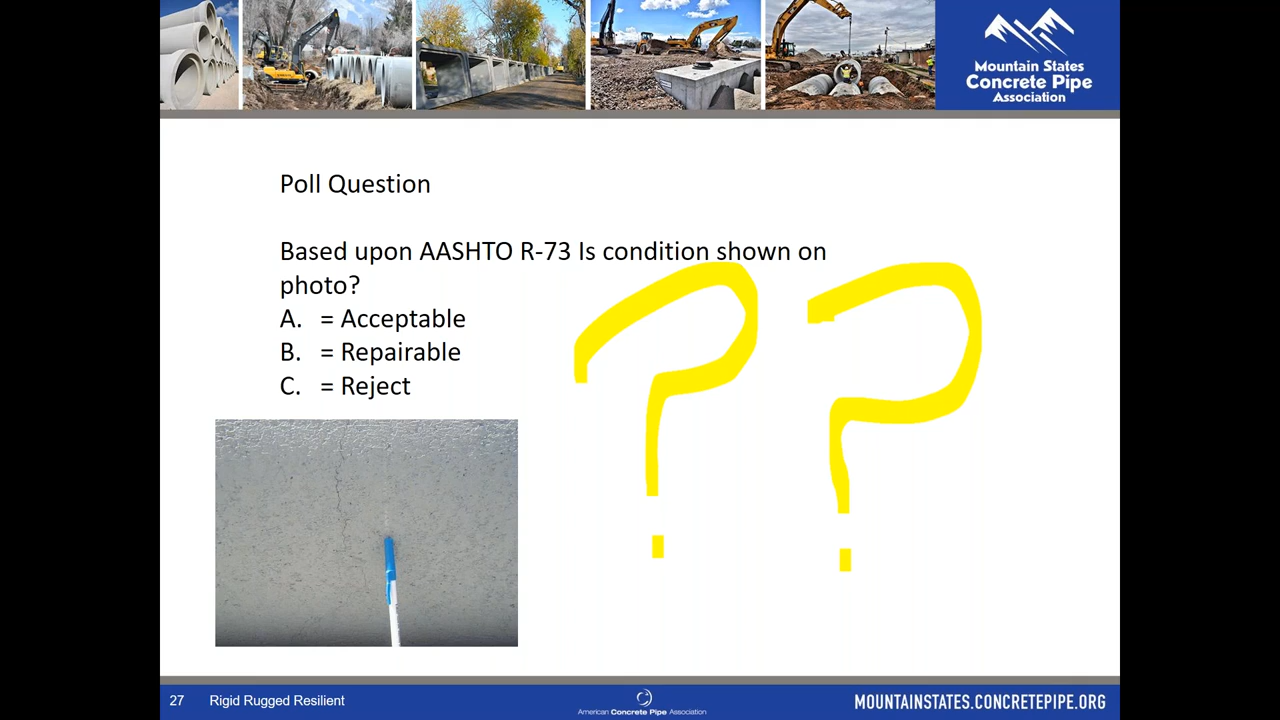 Mountain States
Concrete Pipe
Association
Poll Question
Based upon AASHTO R-73 Is condition shown on
photo?
A. = Acceptable
B. = Repairable
C. = Reject
? ?
27 Rigid Rugged Resilient
American Concrete Pipe Association
MOUNTAINSTATES.CONCRETEPIPE.ORG